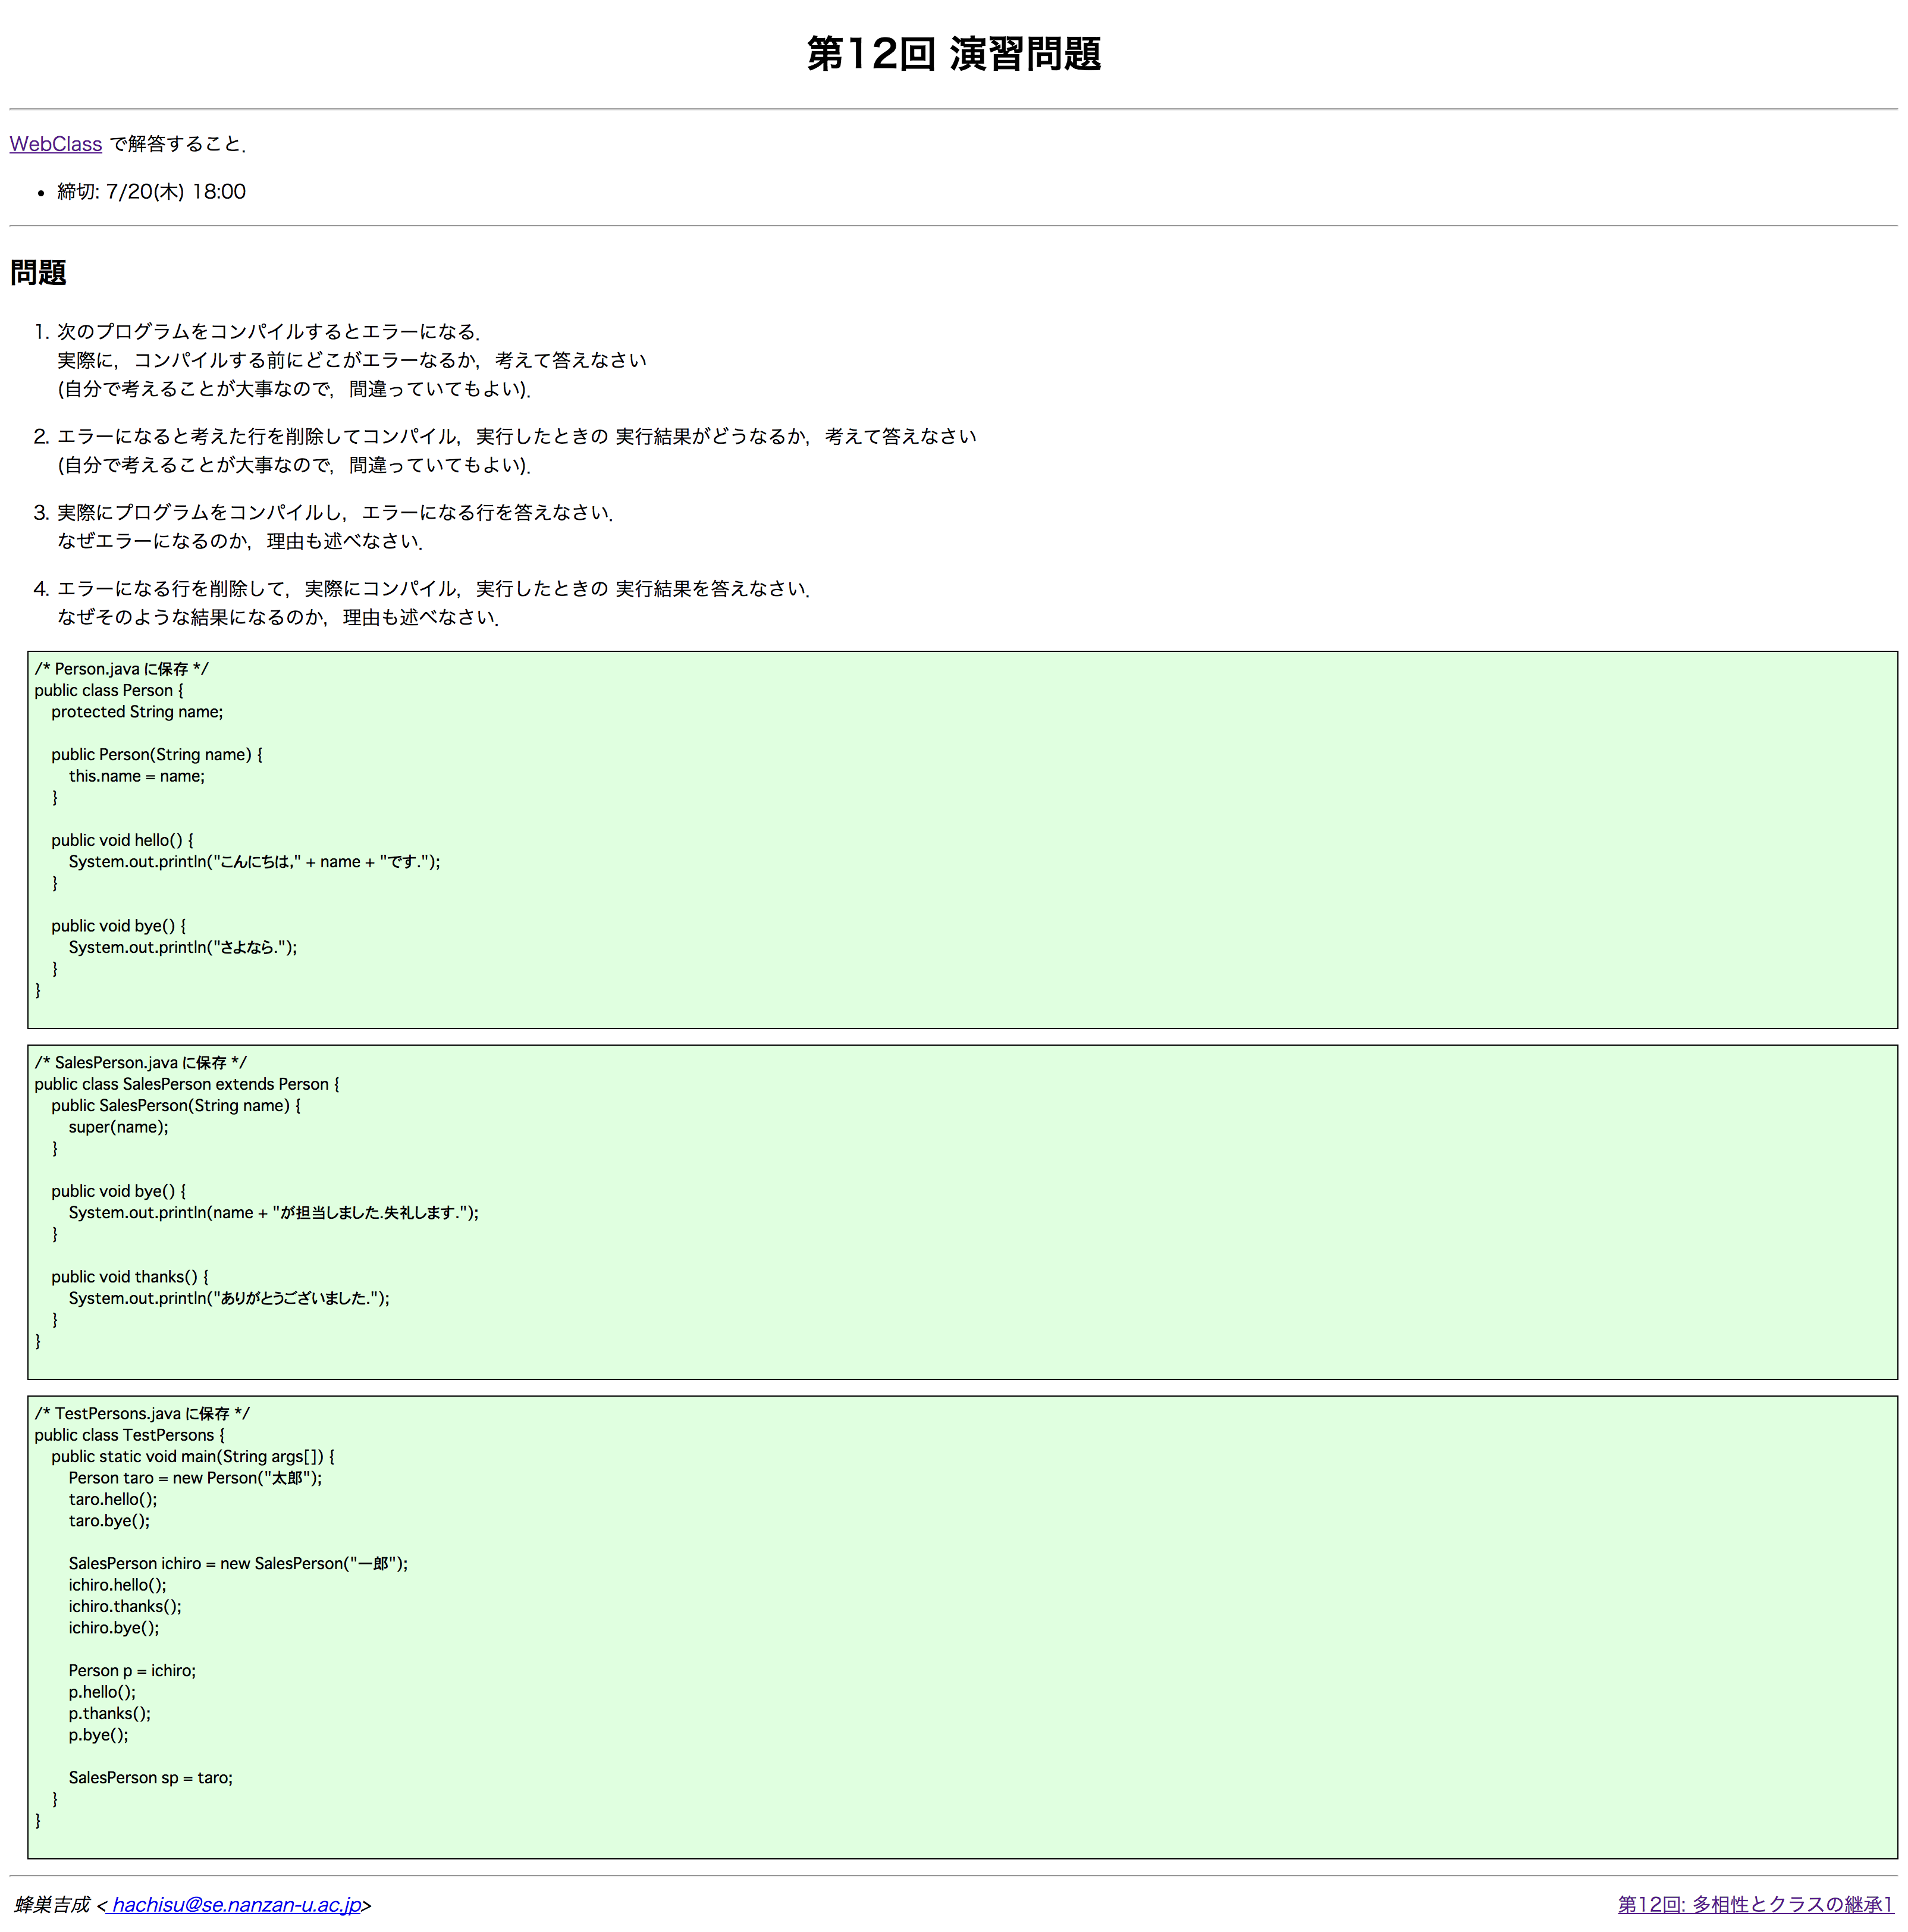 第12回 演習問題
WebClass で解答すること．
• 締切: 7/20(木) 18:00
問題
1. 次のプログラムをコンパイルするとエラーになる．
実際に，コンパイルする前にどこがエラーなるか，考えて答えなさい
(自分で考えることが大事なので，間違っていてもよい)．
2. エラーになると考えた行を削除してコンパイル，実行したときの 実行結果がどうなるか，考えて答えなさい
(自分で考えることが大事なので，間違っていてもよい)．
3. 実際にプログラムをコンパイルし，エラーになる行を答えなさい．
なぜエラーになるのか，理由も述べなさい．
4. エラーになる行を削除して，実際にコンパイル，実行したときの 実行結果を答えなさい．
なぜそのような結果になるのか，理由も述べなさい．
/* Person.java に保存 */
public class Person {
    protected String name;
    public Person(String name) {
        this.name = name;
    }
    public void hello() {
        System.out.println("こんにちは," + name + "です.");
    }
    public void bye() {
        System.out.println("さよなら.");
    }
}
/* SalesPerson.java に保存 */
public class SalesPerson extends Person {
    public SalesPerson(String name) {
        super(name);
    }
    public void bye() {
        System.out.println(name + "が担当しました.失礼します.");
    }
    public void thanks() {
        System.out.println("ありがとうございました.");
    }
}
/* TestPersons.java に保存 */
public class TestPersons {
    public static void main(String args[]) {
        Person taro = new Person("太郎");
        taro.hello();
        taro.bye();
        SalesPerson ichiro = new SalesPerson("一郎");
        ichiro.hello();
        ichiro.thanks();
        ichiro.bye();
        Person p = ichiro;
        p.hello();
        p.thanks();
        p.bye();
        SalesPerson sp = taro;
    }
}
蜂巣吉成 < hachisu@se.nanzan-u.ac.jp>
第12回: 多相性とクラスの継承1